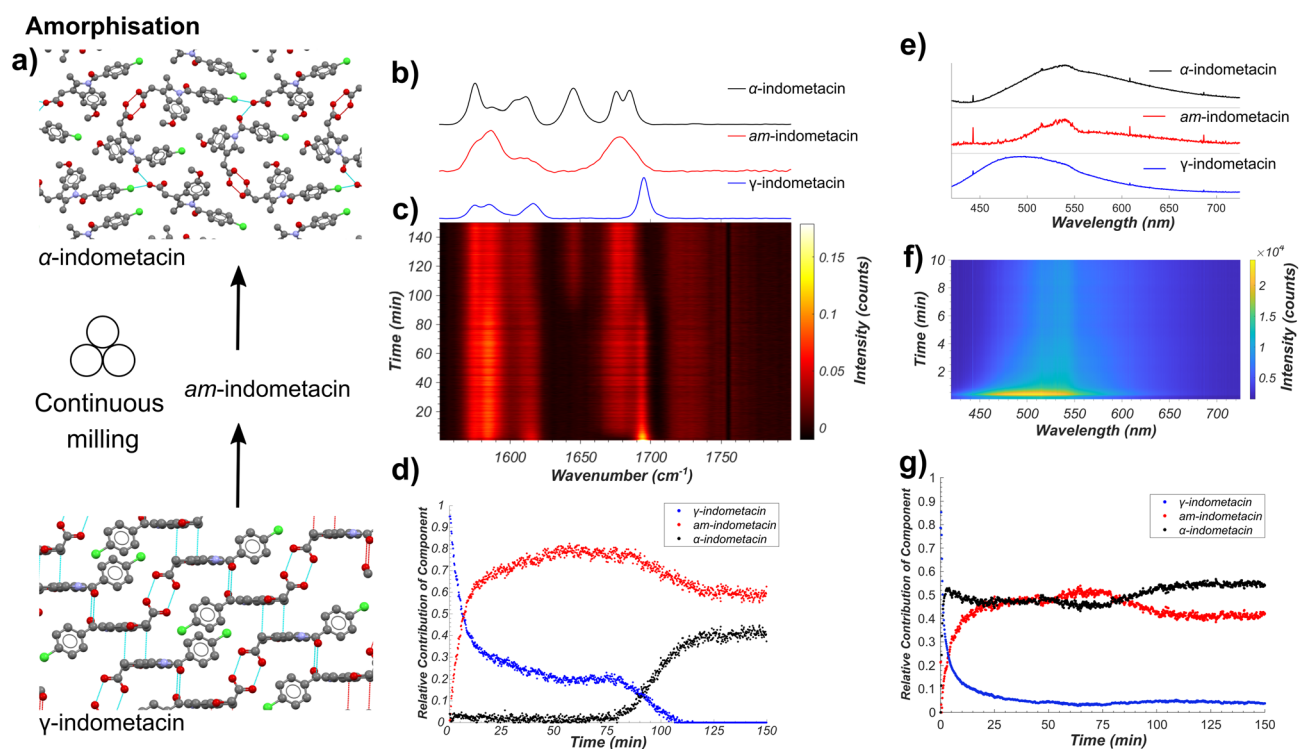 Amorphisation
a)
α-indometacin
Continuous
milling
am-indometacin
γ-indometacin
b)
α-indometacin
am-indometacin
γ-indometacin
c)
140
120
100
80
60
40
20
Time (min)
1600
1650
1700
1750
Wavenumber (cm-1)
0.15
0.1
0.05
0
Intensity (counts)
d)
1
0.9
0.8
0.7
0.6
0.5
0.4
0.3
0.2
0.1
0
Relative Contribution of Component
γ-indometacin
am-indometacin
α-indometacin
0
25
50
75
100
125
150
Time (min)
e)
α-indometacin
am-indometacin
γ-indometacin
450
500
550
600
650
700
Wavelength (nm)
f)
10
8
6
4
2
Time (min)
450
500
550
600
650
700
Wavelength (nm)
×10⁴
2
1.5
1
0.5
Intensity (counts)
g)
1
0.9
0.8
0.7
0.6
0.5
0.4
0.3
0.2
0.1
0
Relative Contribution of Component
γ-indometacin
am-indometacin
α-indometacin
0
25
50
75
100
125
150
Time (min)